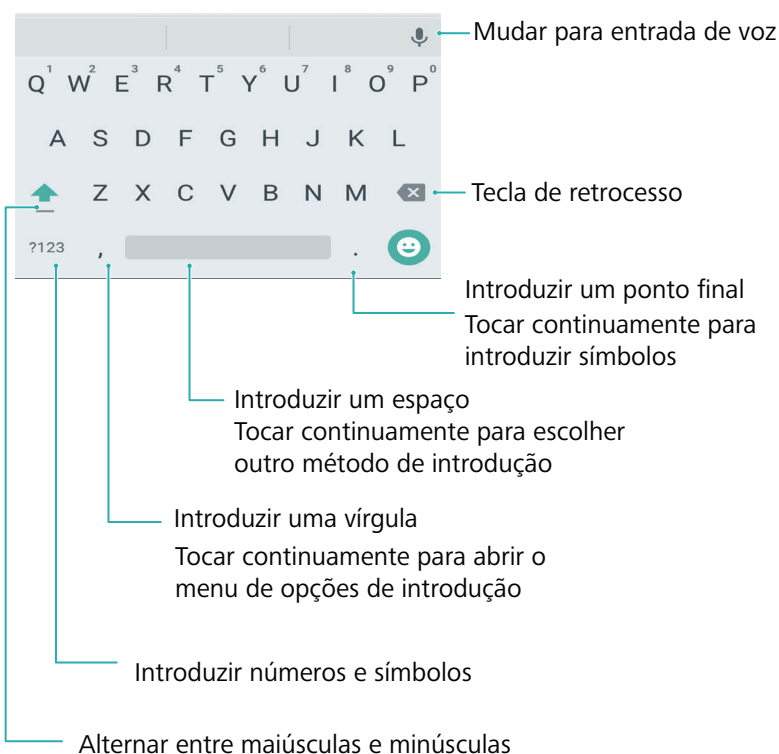 Mudar para entrada de voz
Q1 W2 E3 R4 T5 Y6 U7 I8 O9 P0
A S D F G H J K L
Z X C V B N M
Tecla de retrocesso
?123 , .
Introduzir um ponto final
Tocar continuamente para
introduzir símbolos
Introduzir um espaço
Tocar continuamente para escolher
outro método de introdução
Introduzir uma vírgula
Tocar continuamente para abrir o
menu de opções de introdução
Introduzir números e símbolos
Alternar entre maiúsculas e minúsculas